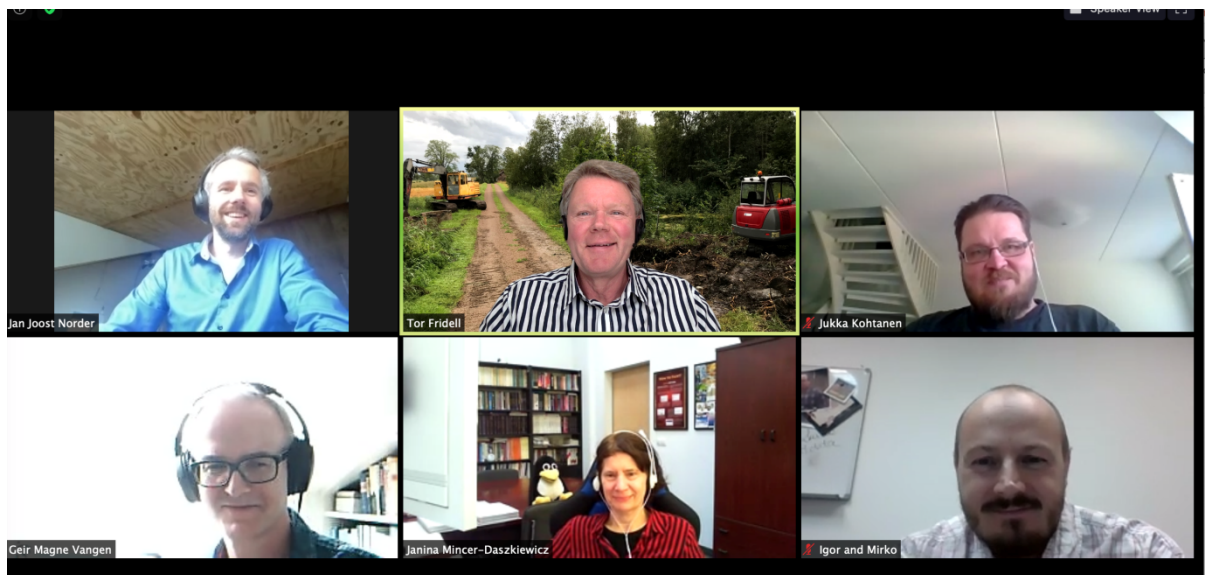 Speaker View
Jan Joost Norder
Tor Fridell
Jukka Kohtanen
Geir Magne Vangen
Janina Mincer-Daszkiewicz
Igor and Mirko